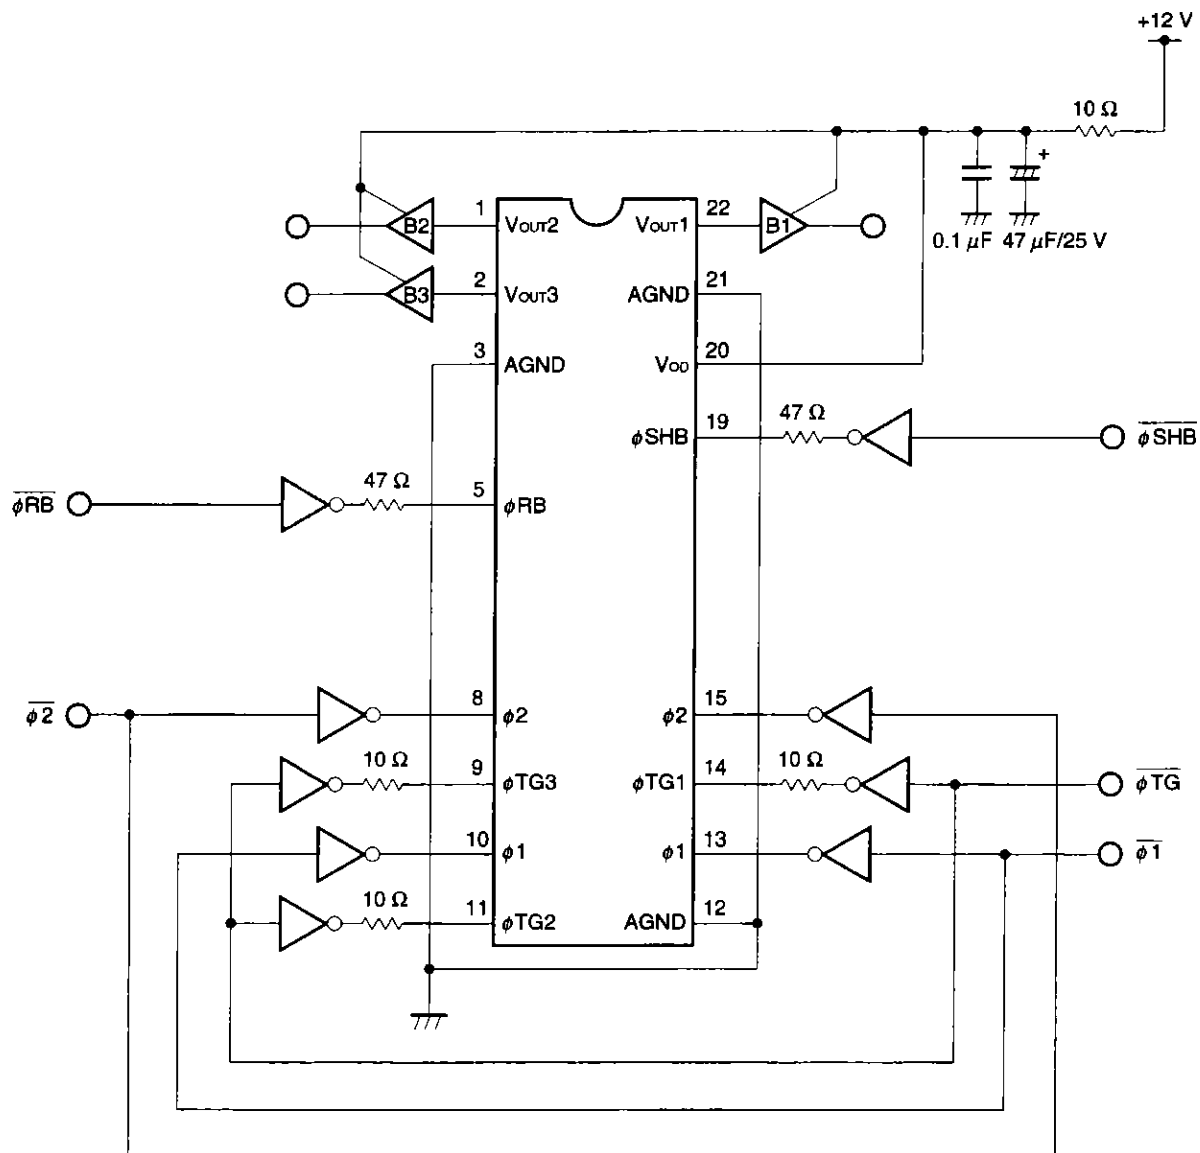 +12 V
10 Ω
+
0.1 μF 47 μF/25 V
B2 1 VOUT2 VOUT1 22 B1
B3 2 VOUT3 AGND 21
3 AGND VOD 20
φSHB 19 47 Ω φSHB
φRB 47 Ω 5 φRB
φ2 8 φ2 φ2 15
10 Ω 9 φTG3 φTG1 14 10 Ω φTG
10 φ1 φ1 13 φ1
10 Ω 11 φTG2 AGND 12